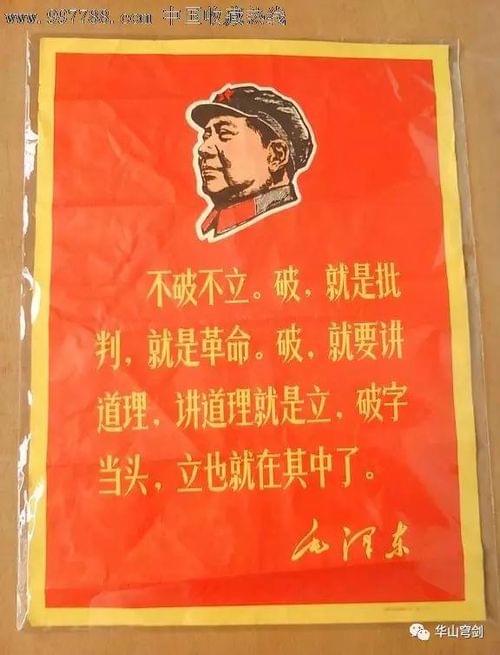 www.997788.com 中国收藏热线
不破不立。破，就是批
判，就是革命。破，就要讲
道理，讲道理就是立，破字
当头，立也就在其中了。
毛泽东
华山穹剑